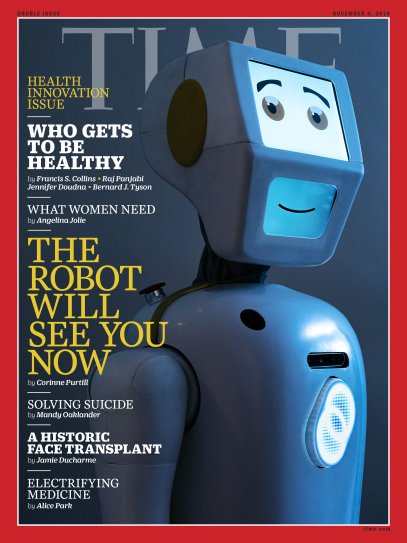 DOUBLE ISSUE
NOVEMBER 4, 2019
TIME
HEALTH
INNOVATION
ISSUE
WHO GETS
TO BE
HEALTHY
by Francis S. Collins • Raj Panjabi
Jennifer Doudna • Bernard J. Tyson
WHAT WOMEN NEED
by Angelina Jolie
THE
ROBOT
WILL
SEE YOU
NOW
by Corinne Purtill
SOLVING SUICIDE
by Mandy Oaklander
A HISTORIC
FACE TRANSPLANT
by Jamie Ducharme
ELECTRIFYING
MEDICINE
by Alice Park
time.com